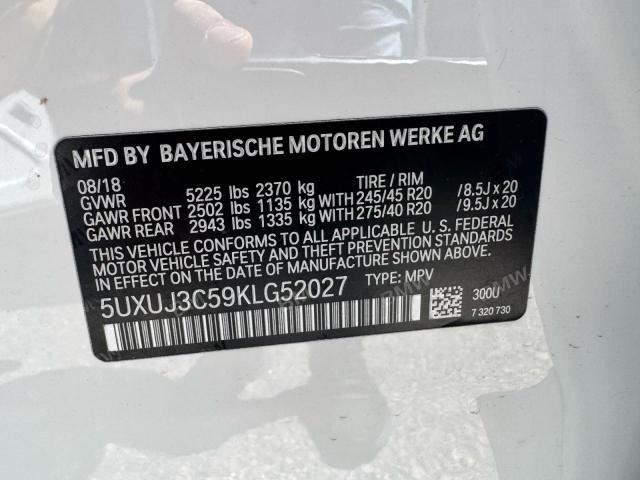 MFD BY BAYERISCHE MOTOREN WERKE AG
08/18 TIRE / RIM
GVWR 5225 lbs 2370 kg
GAWR FRONT 2502 lbs 1135 kg WITH 245/45 R20 /8.5J x 20
GAWR REAR 2943 lbs 1335 kg WITH 275/40 R20 /9.5J x 20
THIS VEHICLE CONFORMS TO ALL APPLICABLE U. S. FEDERAL
MOTOR VEHICLE SAFETY AND THEFT PREVENTION STANDARDS
IN EFFECT ON THE DATE OF MANUFACTURE SHOWN ABOVE.
5UXUJ3C59KLG52027 TYPE: MPV
300U
7 320 730